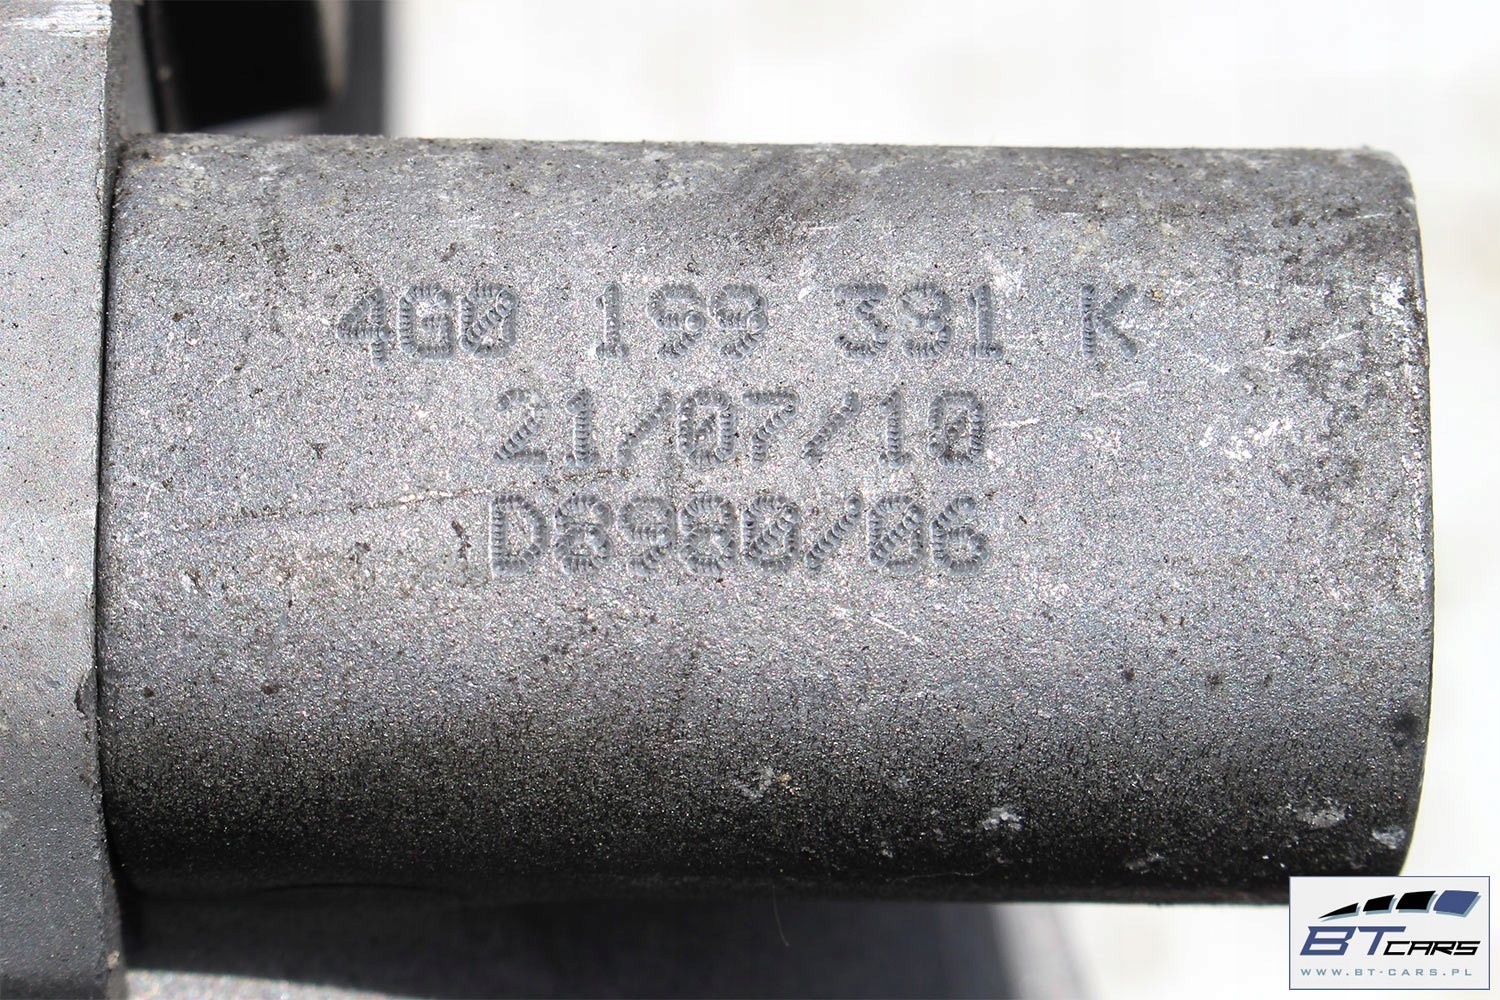 4G0 199 381 K
21/07/10
D8980/06
BT CARS
WWW.BT-CARS.PL